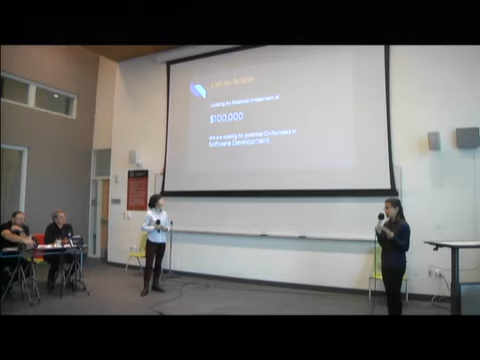 Call-to-Action
Looking for Potential Investment of
$100,000
We are looking for potential Co-founders in
Software Development